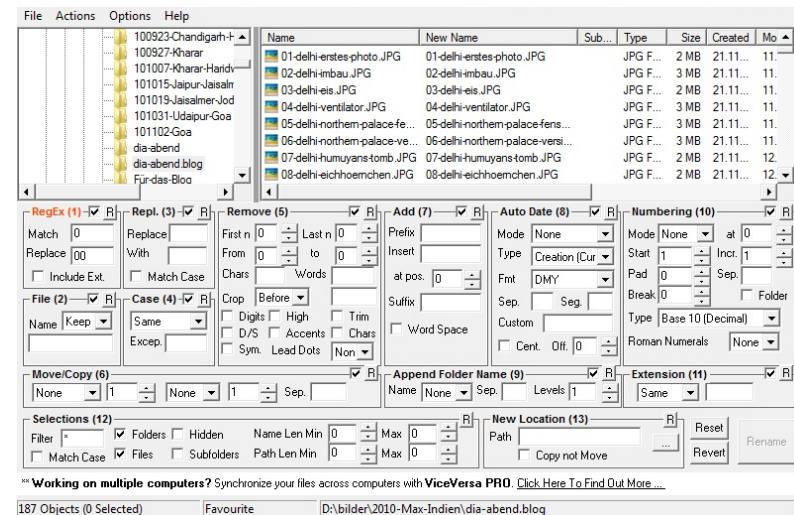 File Actions Options Help
100923-Chandigarh-H
100927-Kharar
101007-Kharar-Haridw
101015-Jaipur-Jaisalm
101019-Jaisalmer-Jod
101031-Udaipur-Goa
101102-Goa
dia-abend
dia-abend.blog
Für-das-Blog
Name New Name Sub... Type Size Created Mo
01-delhi-erstes-photo.JPG 01-delhi-erstes-photo.JPG JPG F... 2 MB 21.11... 11.
02-delhi-imbau.JPG 02-delhi-imbau.JPG JPG F... 3 MB 21.11... 11.
03-delhi-eis.JPG 03-delhi-eis.JPG JPG F... 2 MB 21.11... 11.
04-delhi-ventilator.JPG 04-delhi-ventilator.JPG JPG F... 3 MB 21.11... 11.
05-delhi-northern-palace-fe... 05-delhi-northern-palace-fens... JPG F... 3 MB 21.11... 11.
06-delhi-northern-palace-ve... 06-delhi-northern-palace-versi... JPG F... 3 MB 21.11... 11.
07-delhi-humuyans-tomb.JPG 07-delhi-humuyans-tomb.JPG JPG F... 2 MB 21.11... 12.
08-delhi-eichhoernchen.JPG 08-delhi-eichhoernchen.JPG JPG F... 2 MB 21.11... 12.
RegEx (1) R
Match 0
Replace 00
Include Ext.
Repl. (3) R
Replace
With
Match Case
Remove (5) R
First n 0 Last n 0
From 0 to 0
Chars Words
Crop Before
Digits High Trim
D/S Accents Chars
Sym. Lead Dots Non
Add (7) R
Prefix
Insert
at pos. 0
Suffix
Word Space
Auto Date (8) R
Mode None
Type Creation (Cur
Fmt DMY
Sep. Seg.
Custom
Cent. Off. 0
Numbering (10) R
Mode None at 0
Start 1 Incr. 1
Pad 0 Sep.
Break 0 Folder
Type Base 10 (Decimal)
Roman Numerals None
File (2) R
Name Keep
Case (4) R
Same
Excep.
Move/Copy (6) R
None 1 None 1 Sep.
Append Folder Name (9) R
Name None Sep. Levels 1
Extension (11) R
Same
Selections (12) R
Filter * Folders Hidden Name Len Min 0 Max 0
Match Case Files Subfolders Path Len Min 0 Max 0
New Location (13) R
Path ...
Copy not Move
Reset
Revert
Rename
** Working on multiple computers? Synchronize your files across computers with ViceVersa PRO. Click Here To Find Out More ...
187 Objects (0 Selected) Favourite D:\bilder\2010-Max-Indien\dia-abend.blog